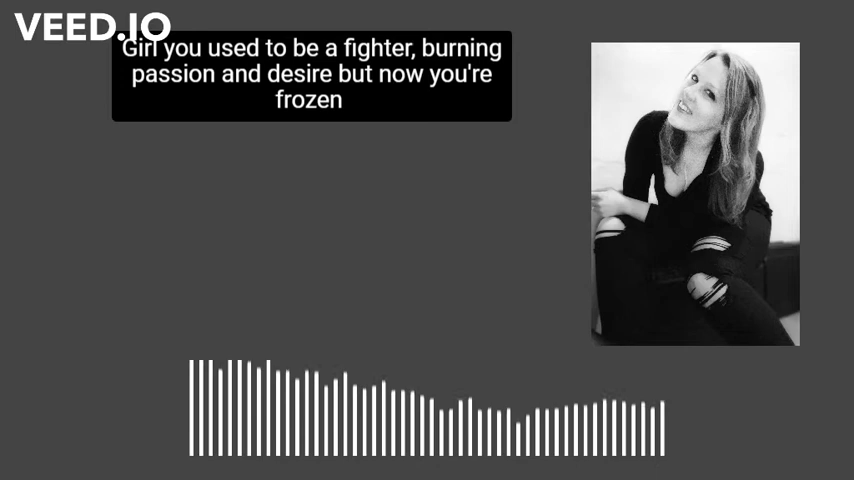 VEED.IO
Girl you used to be a fighter, burning
passion and desire but now you're
frozen